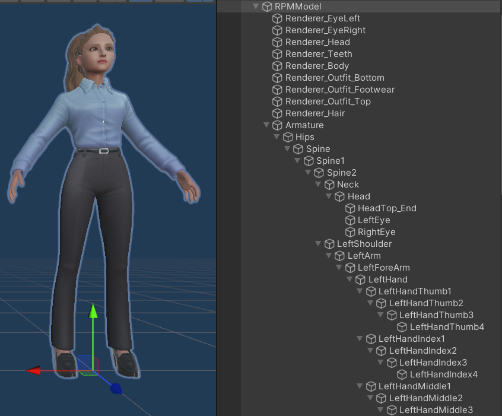 RPMModel
Renderer_EyeLeft
Renderer_EyeRight
Renderer_Head
Renderer_Teeth
Renderer_Body
Renderer_Outfit_Bottom
Renderer_Outfit_Footwear
Renderer_Outfit_Top
Renderer_Hair
Armature
Hips
Spine
Spine1
Spine2
Neck
Head
HeadTop_End
LeftEye
RightEye
LeftShoulder
LeftArm
LeftForeArm
LeftHand
LeftHandThumb1
LeftHandThumb2
LeftHandThumb3
LeftHandThumb4
LeftHandIndex1
LeftHandIndex2
LeftHandIndex3
LeftHandIndex4
LeftHandMiddle1
LeftHandMiddle2
LeftHandMiddle3